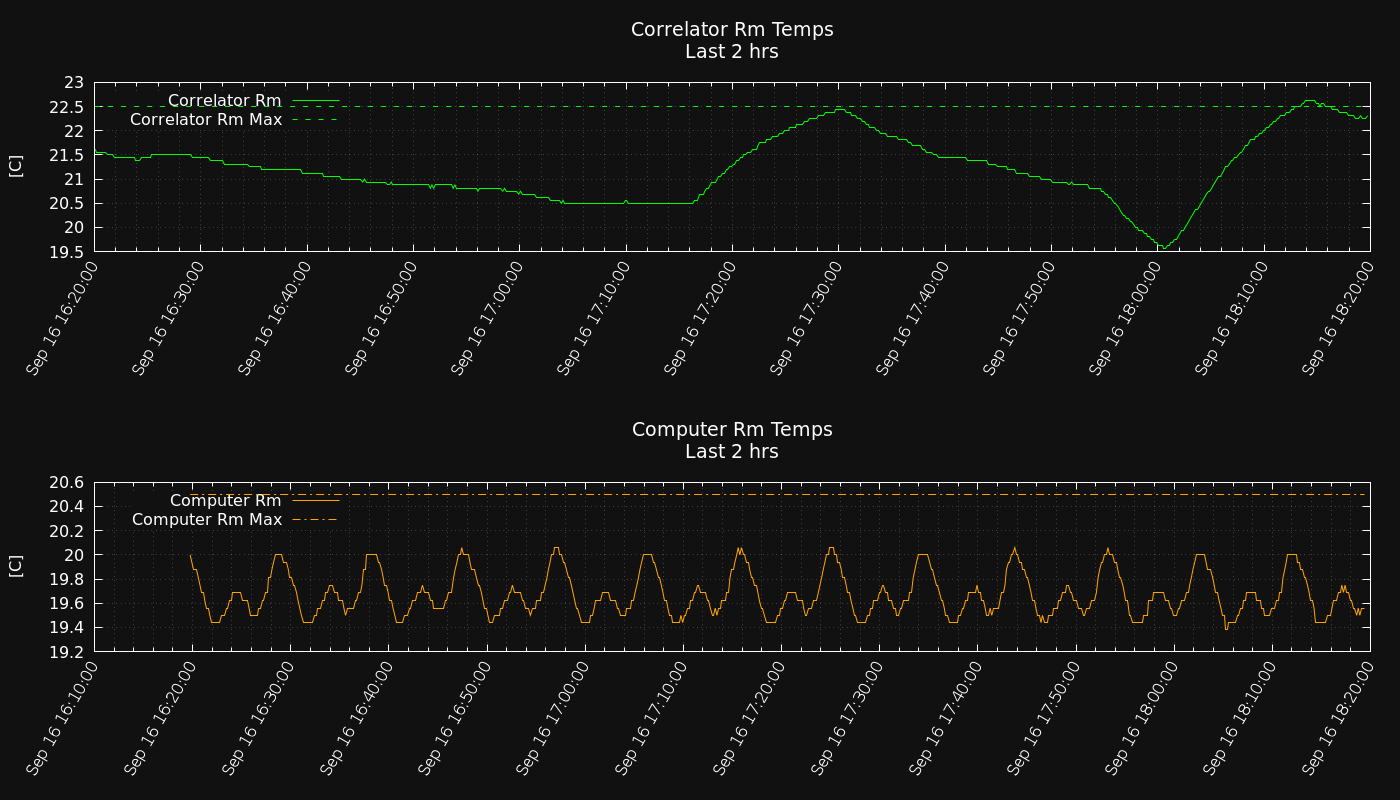 Correlator Rm Temps
Last 2 hrs
23
22.5
22
21.5
21
20.5
20
19.5
[C]
Correlator Rm
Correlator Rm Max
Sep 16 16:20:00
Sep 16 16:30:00
Sep 16 16:40:00
Sep 16 16:50:00
Sep 16 17:00:00
Sep 16 17:10:00
Sep 16 17:20:00
Sep 16 17:30:00
Sep 16 17:40:00
Sep 16 17:50:00
Sep 16 18:00:00
Sep 16 18:10:00
Sep 16 18:20:00
Computer Rm Temps
Last 2 hrs
20.6
20.4
20.2
20
19.8
19.6
19.4
19.2
[C]
Computer Rm
Computer Rm Max
Sep 16 16:10:00
Sep 16 16:20:00
Sep 16 16:30:00
Sep 16 16:40:00
Sep 16 16:50:00
Sep 16 17:00:00
Sep 16 17:10:00
Sep 16 17:20:00
Sep 16 17:30:00
Sep 16 17:40:00
Sep 16 17:50:00
Sep 16 18:00:00
Sep 16 18:10:00
Sep 16 18:20:00